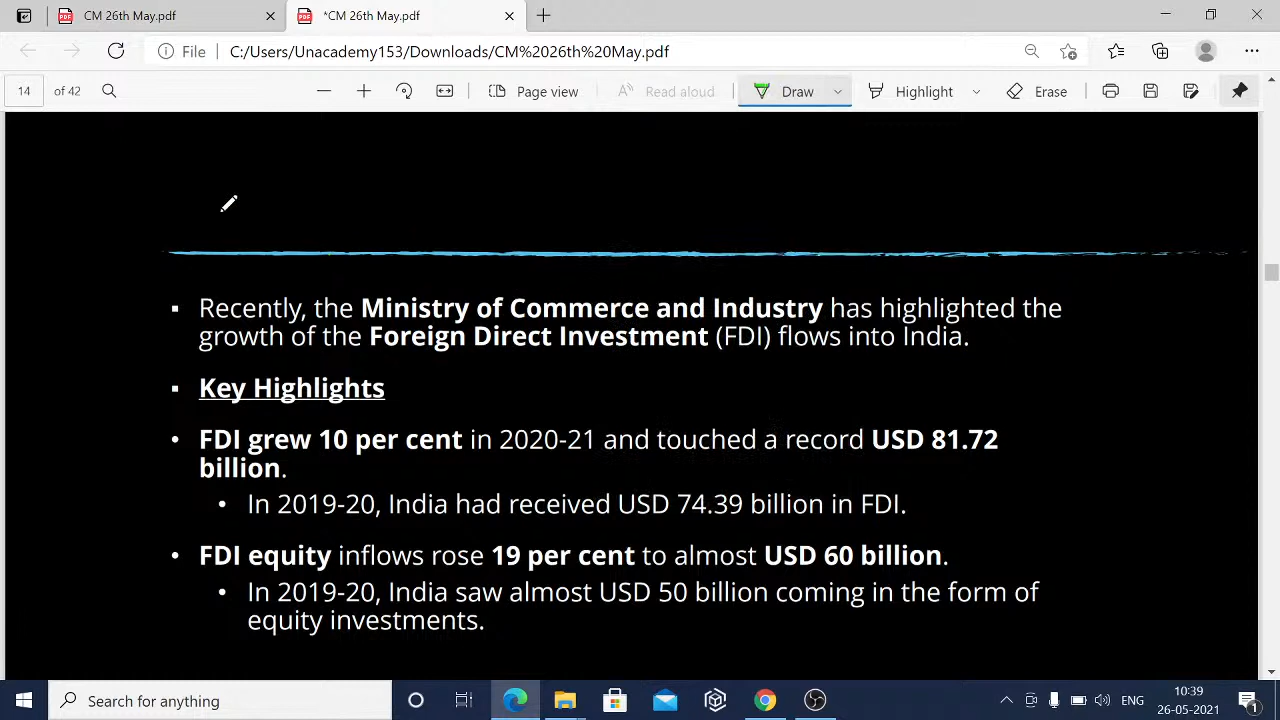 CM 26th May.pdf
*CM 26th May.pdf
File C:/Users/Unacademy153/Downloads/CM%2026th%20May.pdf
14 of 42 Page view Read aloud Draw Highlight Erase
▪ Recently, the Ministry of Commerce and Industry has highlighted the
growth of the Foreign Direct Investment (FDI) flows into India.
▪ Key Highlights
• FDI grew 10 per cent in 2020-21 and touched a record USD 81.72
billion.
• In 2019-20, India had received USD 74.39 billion in FDI.
• FDI equity inflows rose 19 per cent to almost USD 60 billion.
• In 2019-20, India saw almost USD 50 billion coming in the form of
equity investments.
Search for anything
ENG
10:39
26-05-2021
1